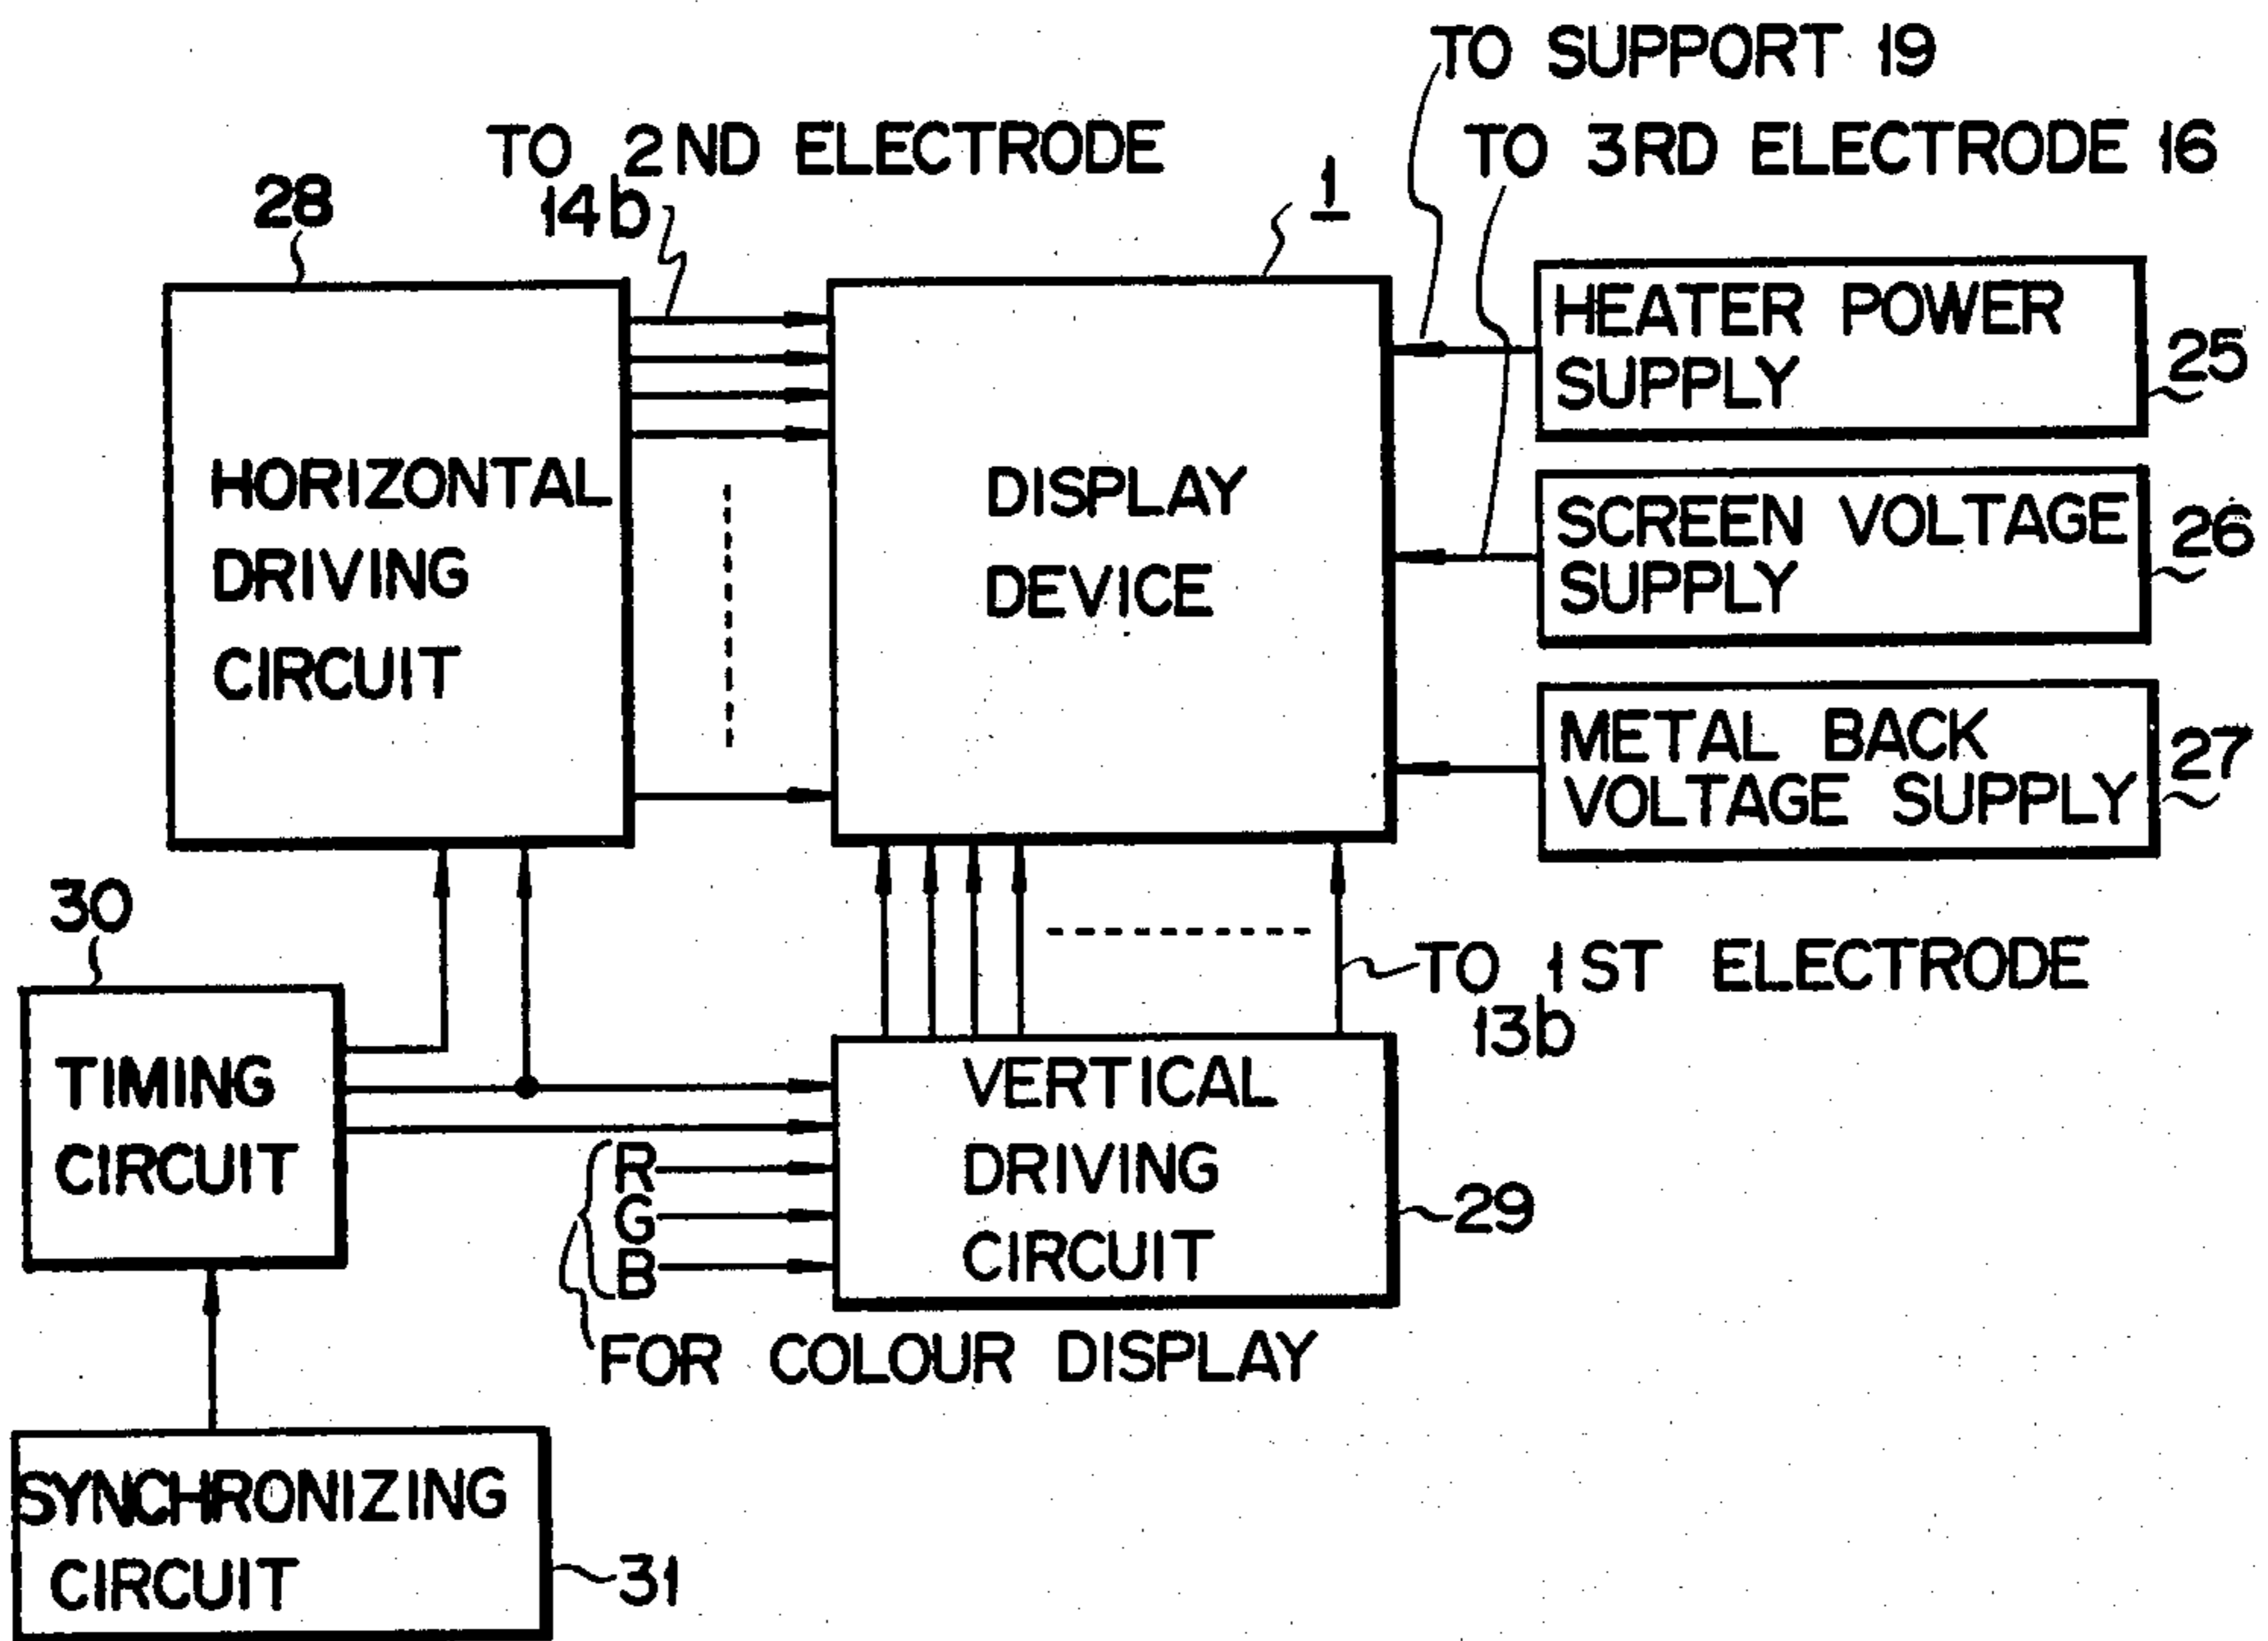 TO SUPPORT 19
TO 2ND ELECTRODE
14b
TO 3RD ELECTRODE 16
28
1
HEATER POWER
SUPPLY
25
HORIZONTAL
DRIVING
CIRCUIT
DISPLAY
DEVICE
SCREEN VOLTAGE
SUPPLY
26
METAL BACK
VOLTAGE SUPPLY
27
30
TO 1ST ELECTRODE
13b
TIMING
CIRCUIT
VERTICAL
DRIVING
CIRCUIT
29
R
G
B
FOR COLOUR DISPLAY
SYNCHRONIZING
CIRCUIT
31